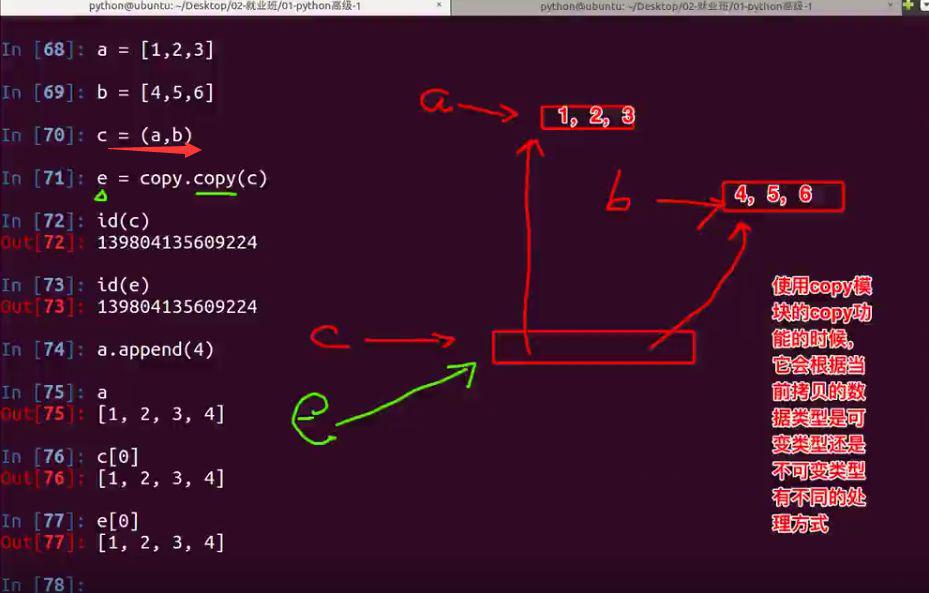 python@ubuntu: ~/Desktop/02-就业班/01-python高级-1
python@ubuntu: ~/Desktop/02-就业班/01-python高级-1
In [68]: a = [1,2,3]
In [69]: b = [4,5,6]
In [70]: c = (a,b)
In [71]: e = copy.copy(c)
In [72]: id(c)
Out[72]: 139804135609224
In [73]: id(e)
Out[73]: 139804135609224
In [74]: a.append(4)
In [75]: a
Out[75]: [1, 2, 3, 4]
In [76]: c[0]
Out[76]: [1, 2, 3, 4]
In [77]: e[0]
Out[77]: [1, 2, 3, 4]
In [78]:
a
1, 2, 3
b
4, 5, 6
c
e
使用copy模
块的copy功
能的时候，
它会根据当
前拷贝的数
据类型是可
变类型还是
不可变类型
有不同的处
理方式